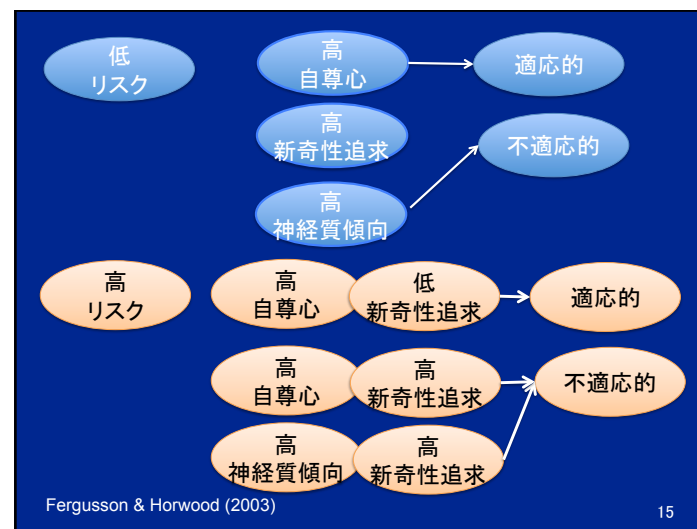 低
リスク
高
自尊心
適応的
高
新奇性追求
不適応的
高
神経質傾向
高
リスク
高
自尊心
低
新奇性追求
適応的
高
自尊心
高
新奇性追求
不適応的
高
神経質傾向
高
新奇性追求
Fergusson & Horwood (2003)
15